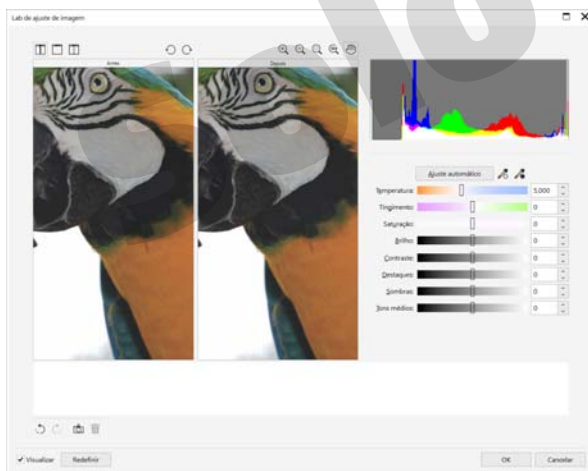 Lab de ajuste de imagem
Antes
Depois
Ajuste automático
Temperatura: 5,000
Tingimento: 0
Saturação: 0
Brilho: 0
Contraste: 0
Destaques: 0
Sombras: 0
Tons médios: 0
Visualizar
Redefinir
OK
Cancelar